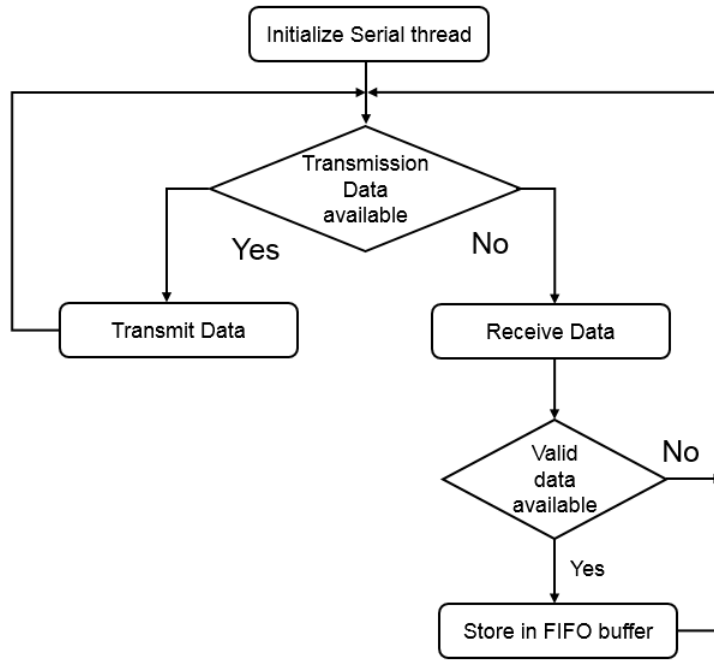 Initialize Serial thread
Transmission
Data
available
Yes
No
Transmit Data
Receive Data
Valid
data
available
No
Yes
Store in FIFO buffer